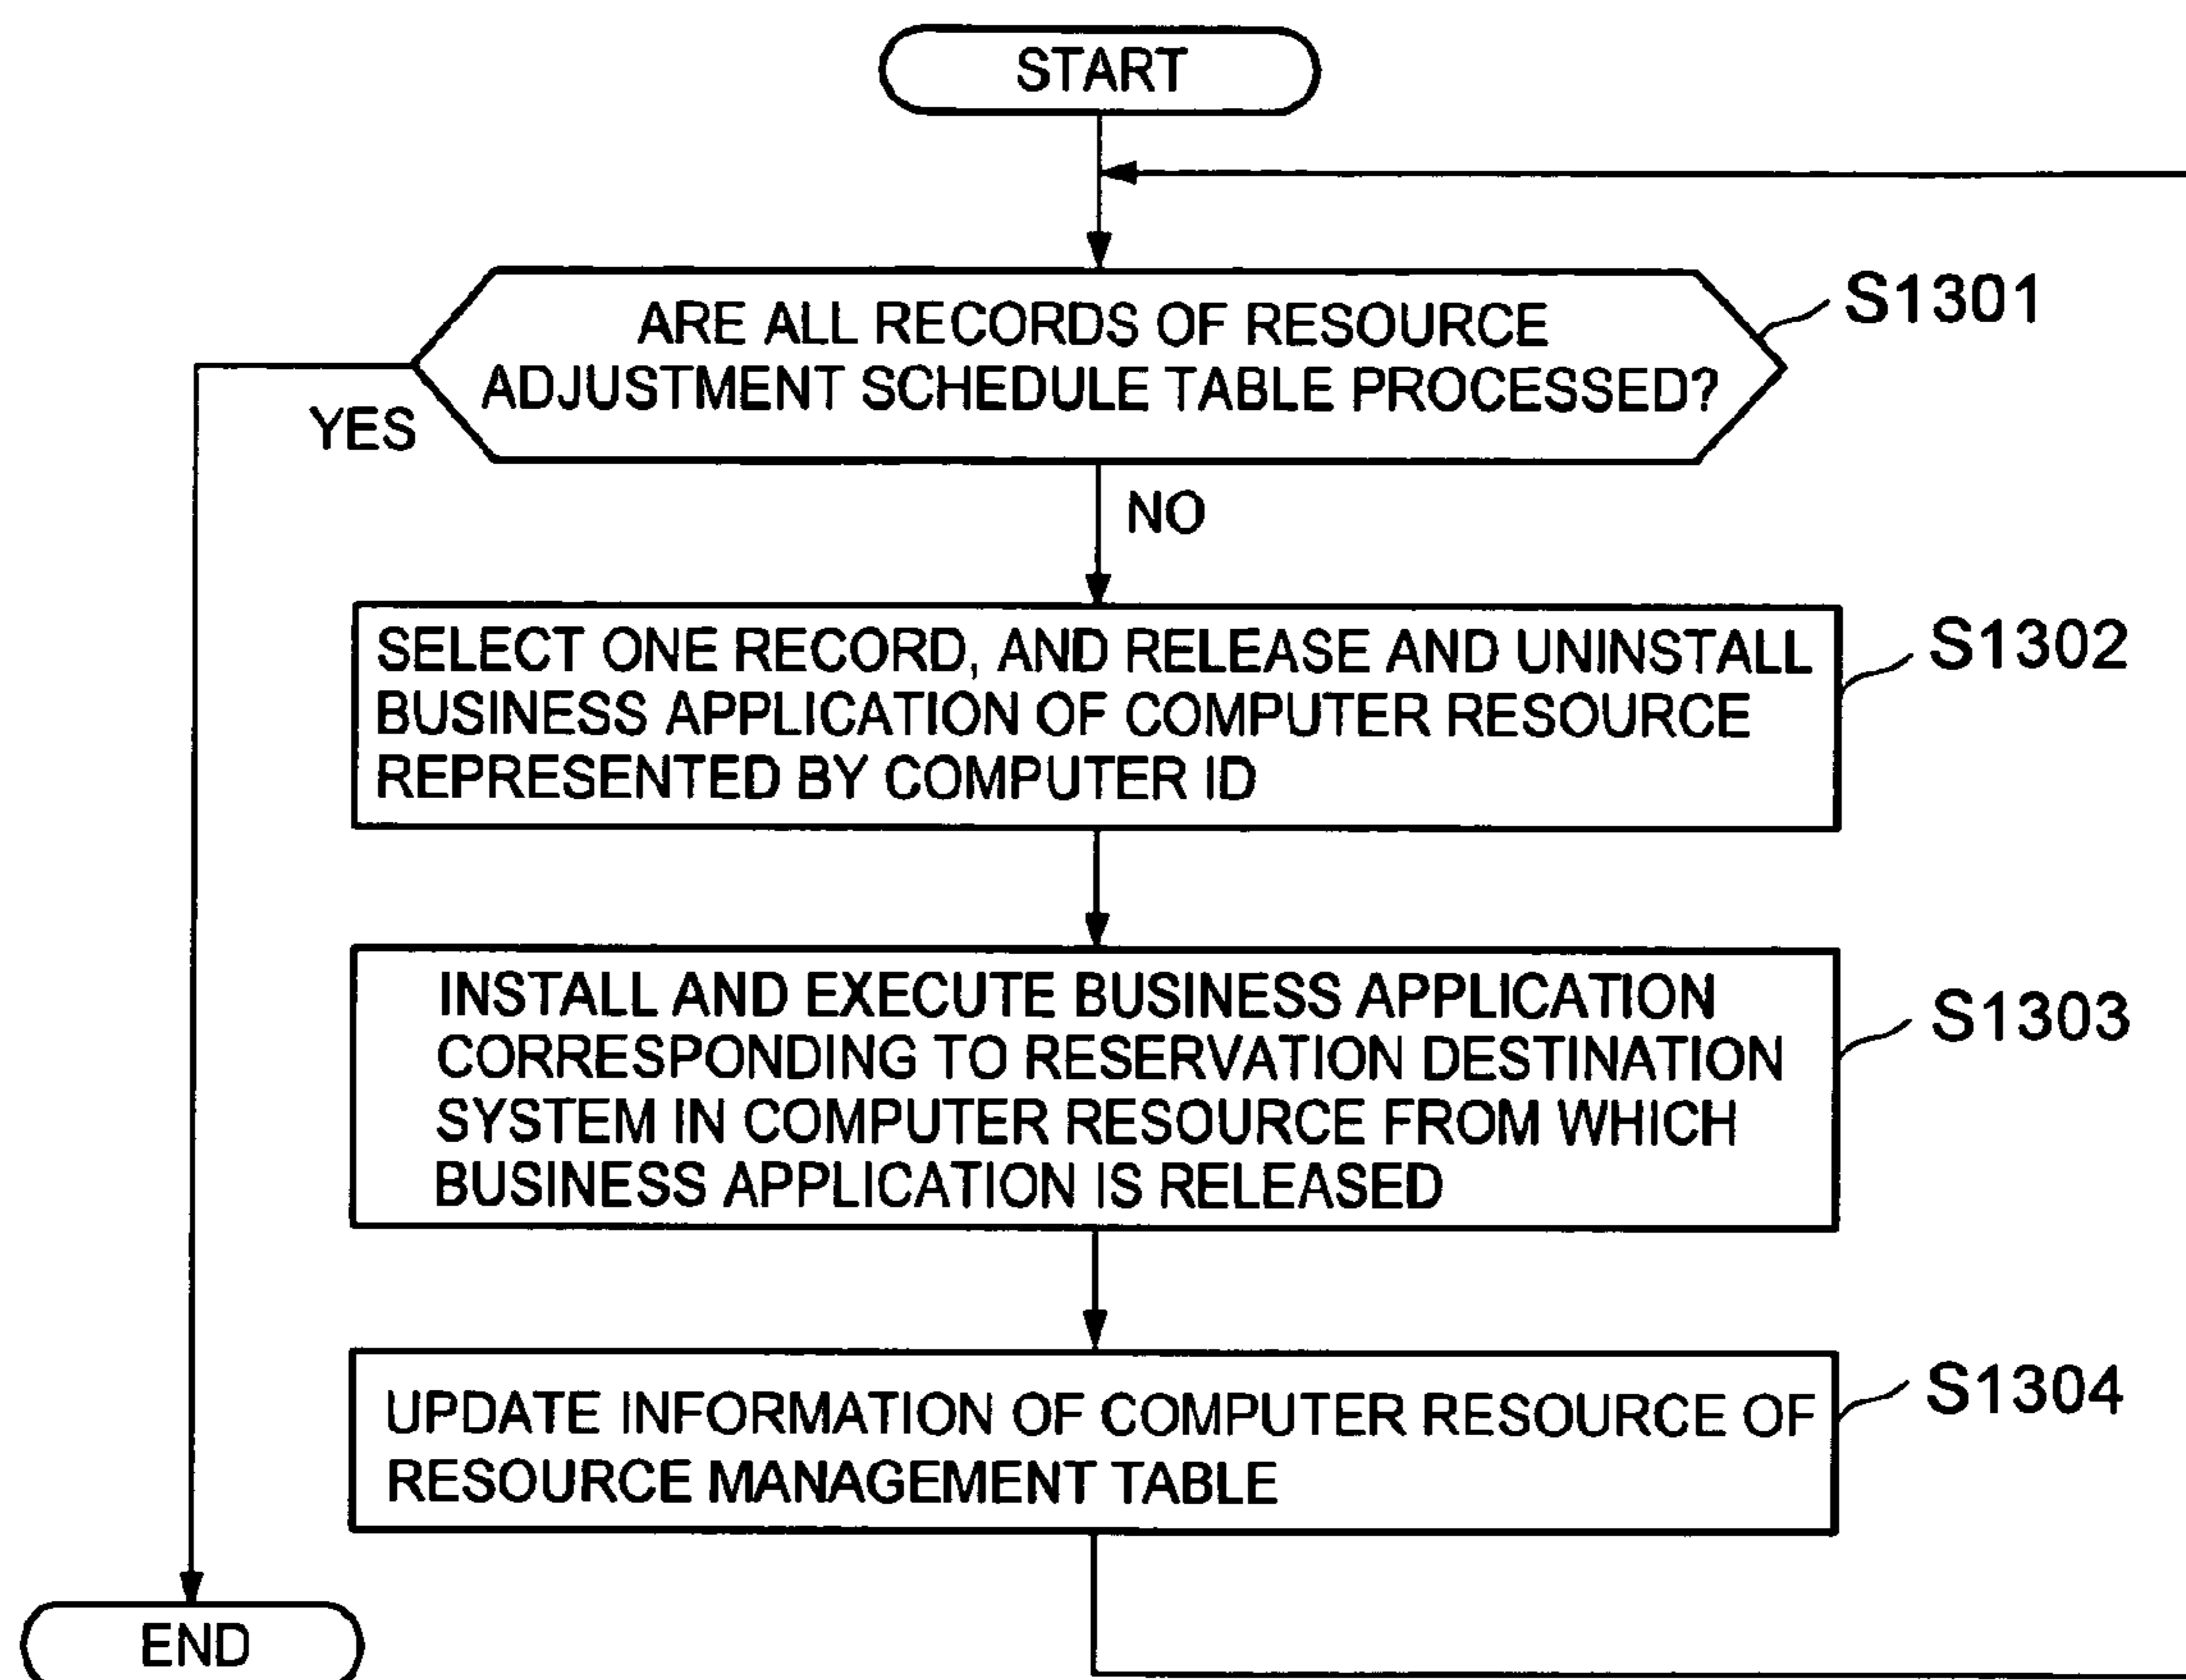 START
ARE ALL RECORDS OF RESOURCE
ADJUSTMENT SCHEDULE TABLE PROCESSED?
S1301
YES
NO
SELECT ONE RECORD, AND RELEASE AND UNINSTALL
BUSINESS APPLICATION OF COMPUTER RESOURCE
REPRESENTED BY COMPUTER ID
S1302
INSTALL AND EXECUTE BUSINESS APPLICATION
CORRESPONDING TO RESERVATION DESTINATION
SYSTEM IN COMPUTER RESOURCE FROM WHICH
BUSINESS APPLICATION IS RELEASED
S1303
UPDATE INFORMATION OF COMPUTER RESOURCE OF
RESOURCE MANAGEMENT TABLE
S1304
END